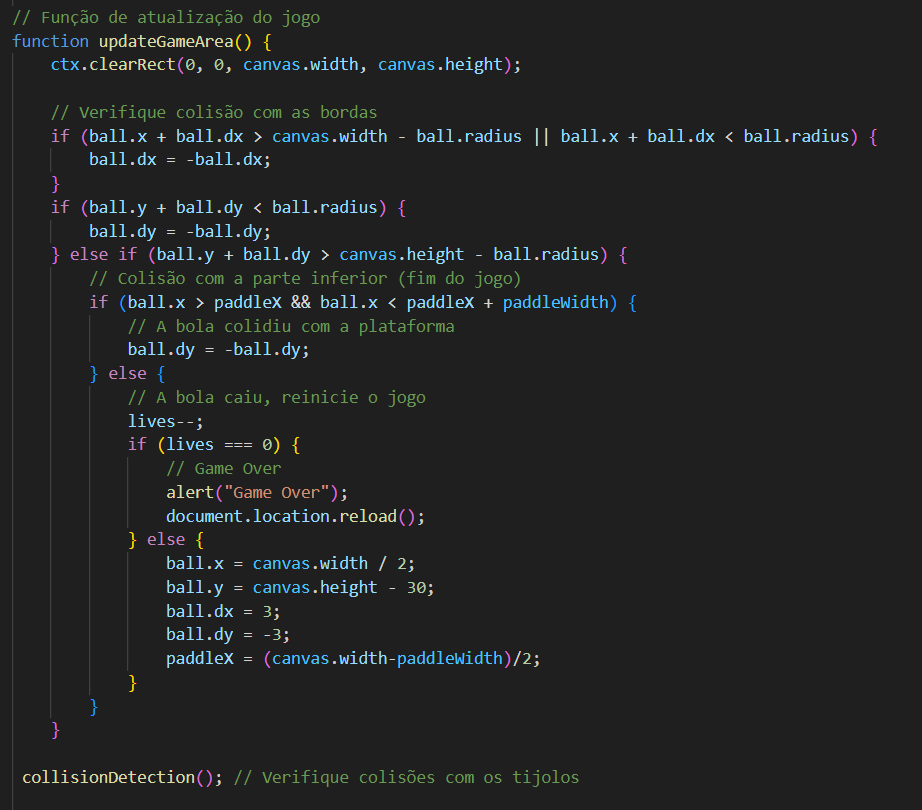 // Função de atualização do jogo
function updateGameArea() {
    ctx.clearRect(0, 0, canvas.width, canvas.height);

    // Verifique colisão com as bordas
    if (ball.x + ball.dx > canvas.width - ball.radius || ball.x + ball.dx < ball.radius) {
        ball.dx = -ball.dx;
    }
    if (ball.y + ball.dy < ball.radius) {
        ball.dy = -ball.dy;
    } else if (ball.y + ball.dy > canvas.height - ball.radius) {
        // Colisão com a parte inferior (fim do jogo)
        if (ball.x > paddleX && ball.x < paddleX + paddleWidth) {
            // A bola colidiu com a plataforma
            ball.dy = -ball.dy;
        } else {
            // A bola caiu, reinicie o jogo
            lives--;
            if (lives === 0) {
                // Game Over
                alert("Game Over");
                document.location.reload();
            } else {
                ball.x = canvas.width / 2;
                ball.y = canvas.height - 30;
                ball.dx = 3;
                ball.dy = -3;
                paddleX = (canvas.width-paddleWidth)/2;
            }
        }
    }

 collisionDetection(); // Verifique colisões com os tijolos